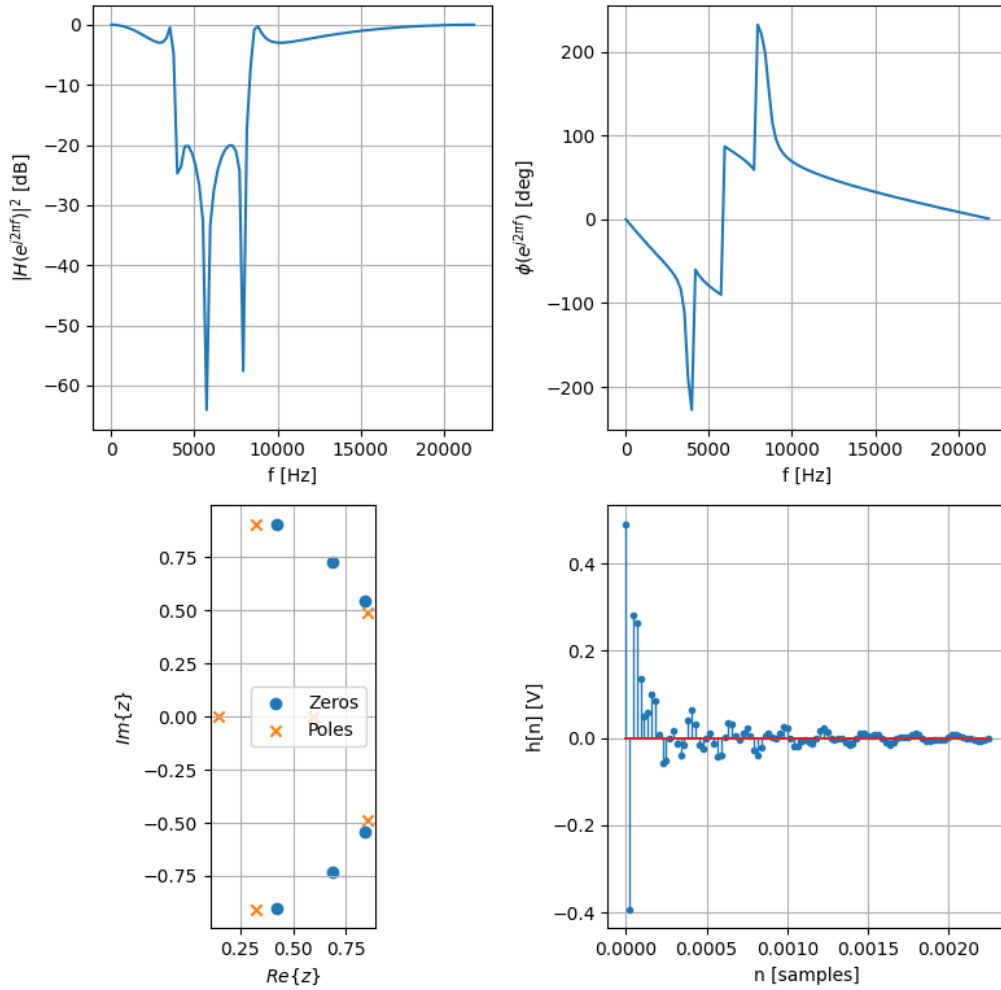 0
−10
−20
−30
−40
−50
−60
|H(e^{j2πf})|² [dB]
0 5000 10000 15000 20000
f [Hz]
200
100
0
−100
−200
ϕ(e^{j2πf}) [deg]
0 5000 10000 15000 20000
f [Hz]
0.75
0.50
0.25
0.00
−0.25
−0.50
−0.75
Im{z}
Zeros
Poles
0.25 0.50 0.75
Re{z}
0.4
0.2
0.0
−0.2
−0.4
h[n] [V]
0.0000 0.0005 0.0010 0.0015 0.0020
n [samples]